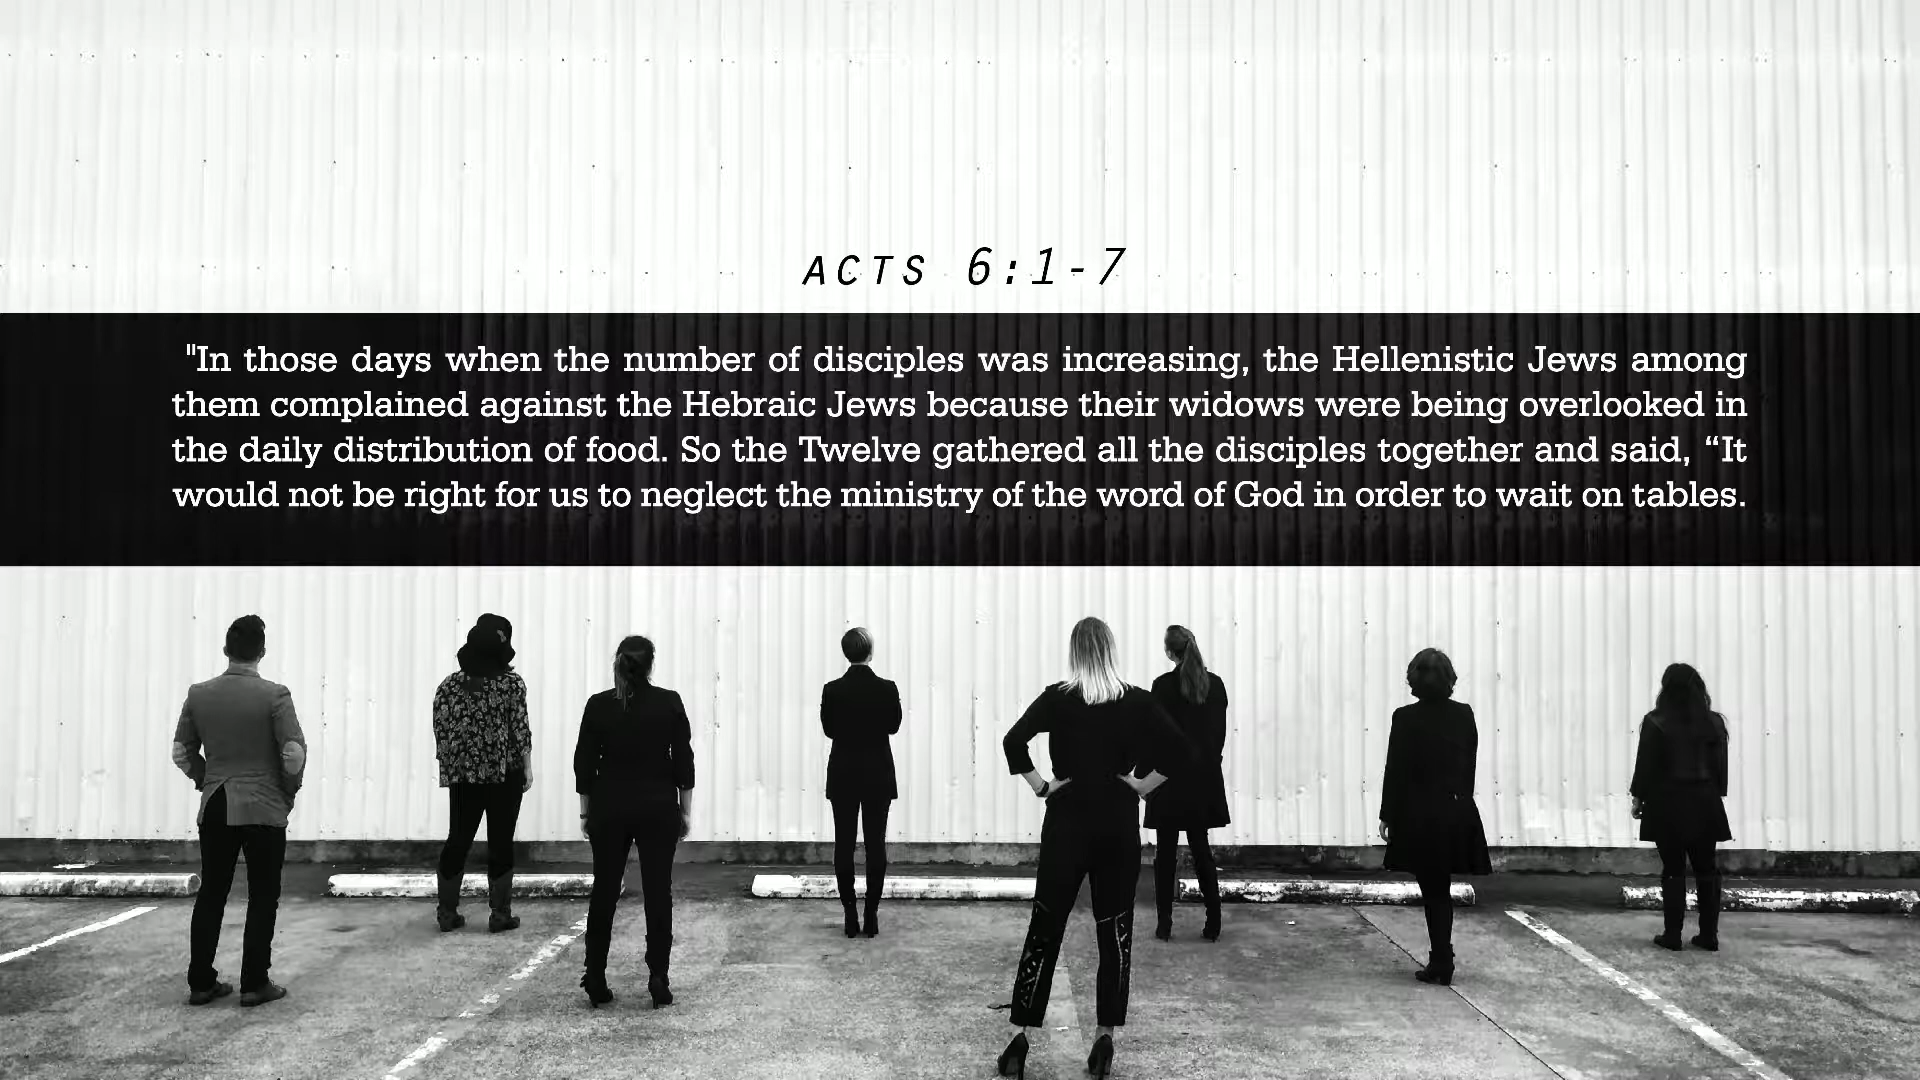 ACTS 6:1-7
"In those days when the number of disciples was increasing, the Hellenistic Jews among
them complained against the Hebraic Jews because their widows were being overlooked in
the daily distribution of food. So the Twelve gathered all the disciples together and said, “It
would not be right for us to neglect the ministry of the word of God in order to wait on tables.